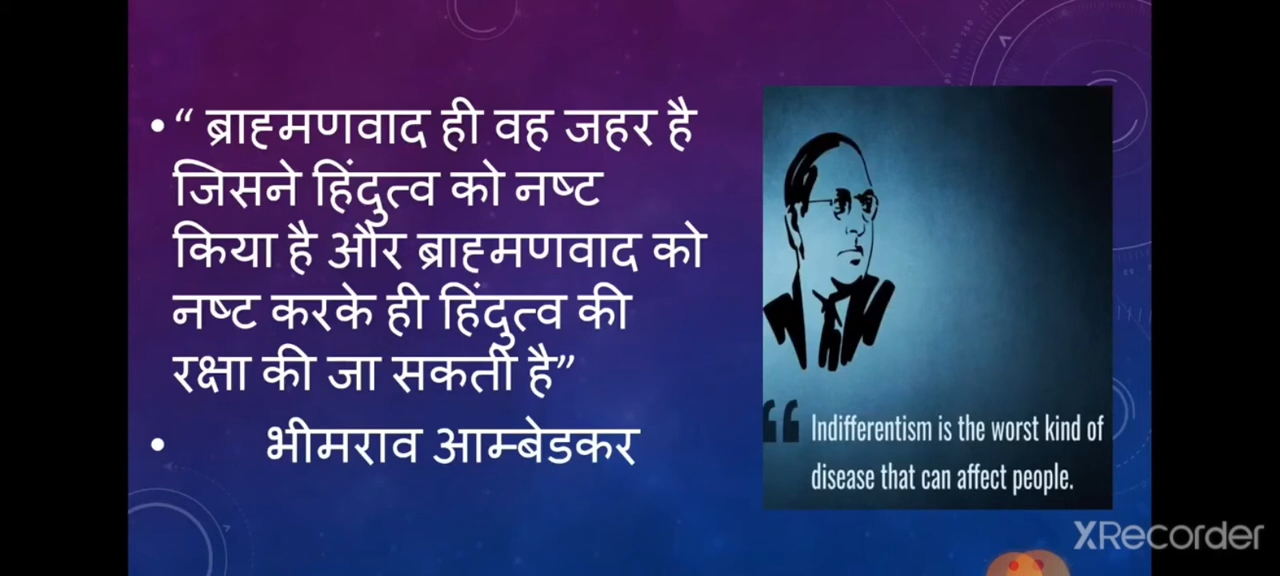 • “ ब्राह्मणवाद ही वह जहर है
जिसने हिंदुत्व को नष्ट
किया है और ब्राह्मणवाद को
नष्ट करके ही हिंदुत्व की
रक्षा की जा सकती है”
• भीमराव आम्बेडकर
“ Indifferentism is the worst kind of
disease that can affect people.
XRecorder